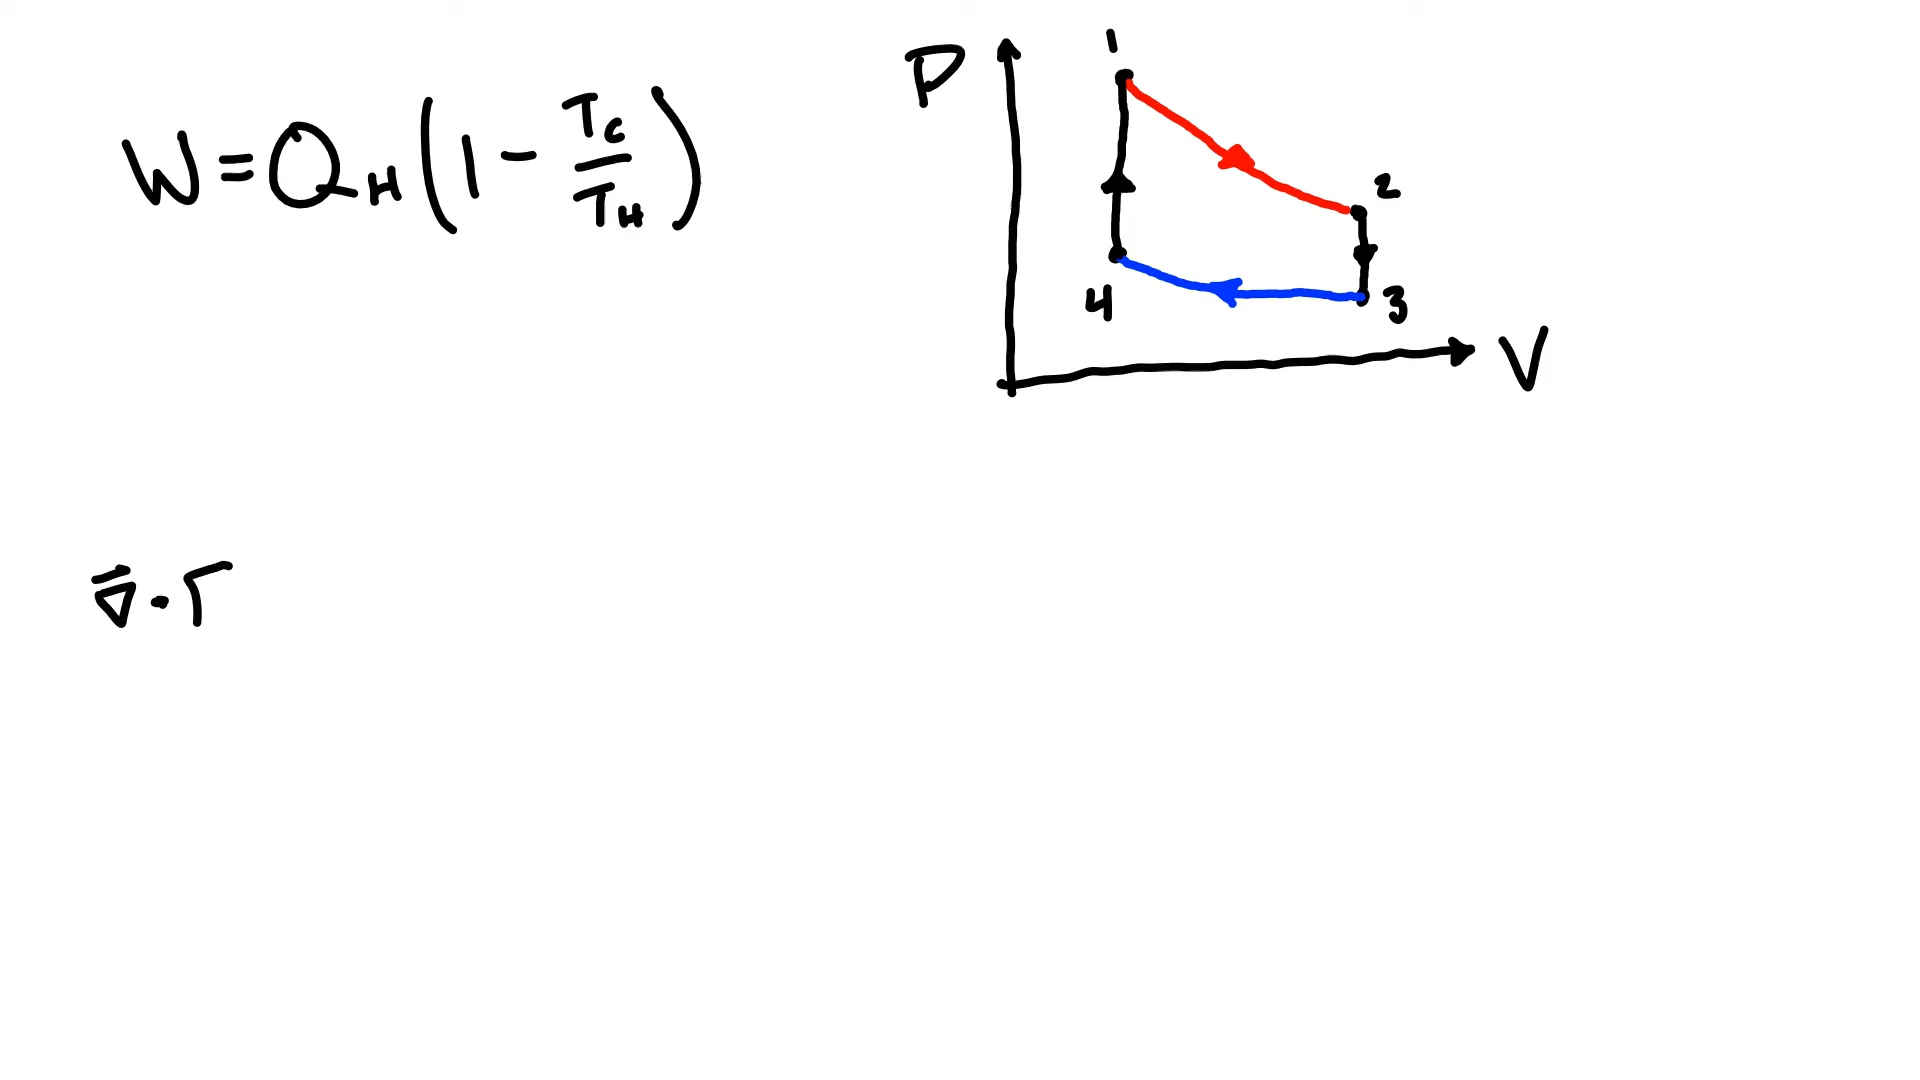 W = Q_H (1 - T_C / T_H)
P
1
2
4
3
V
∇⃗ · Γ